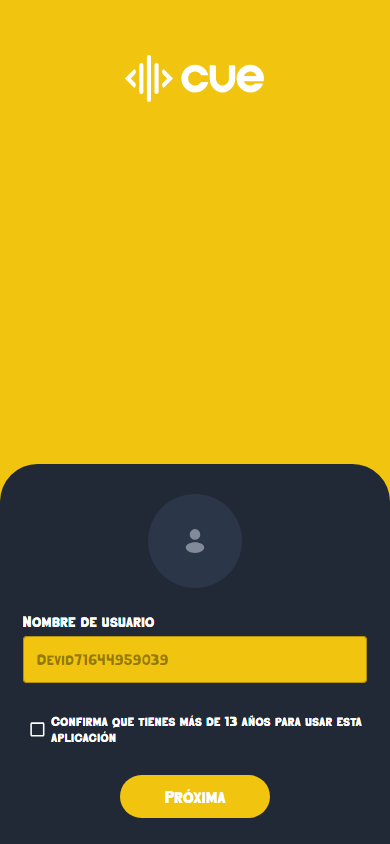 cue
Nombre de usuario
Devid71644959039
Confirma que tienes más de 13 años para usar esta
aplicación
Próxima